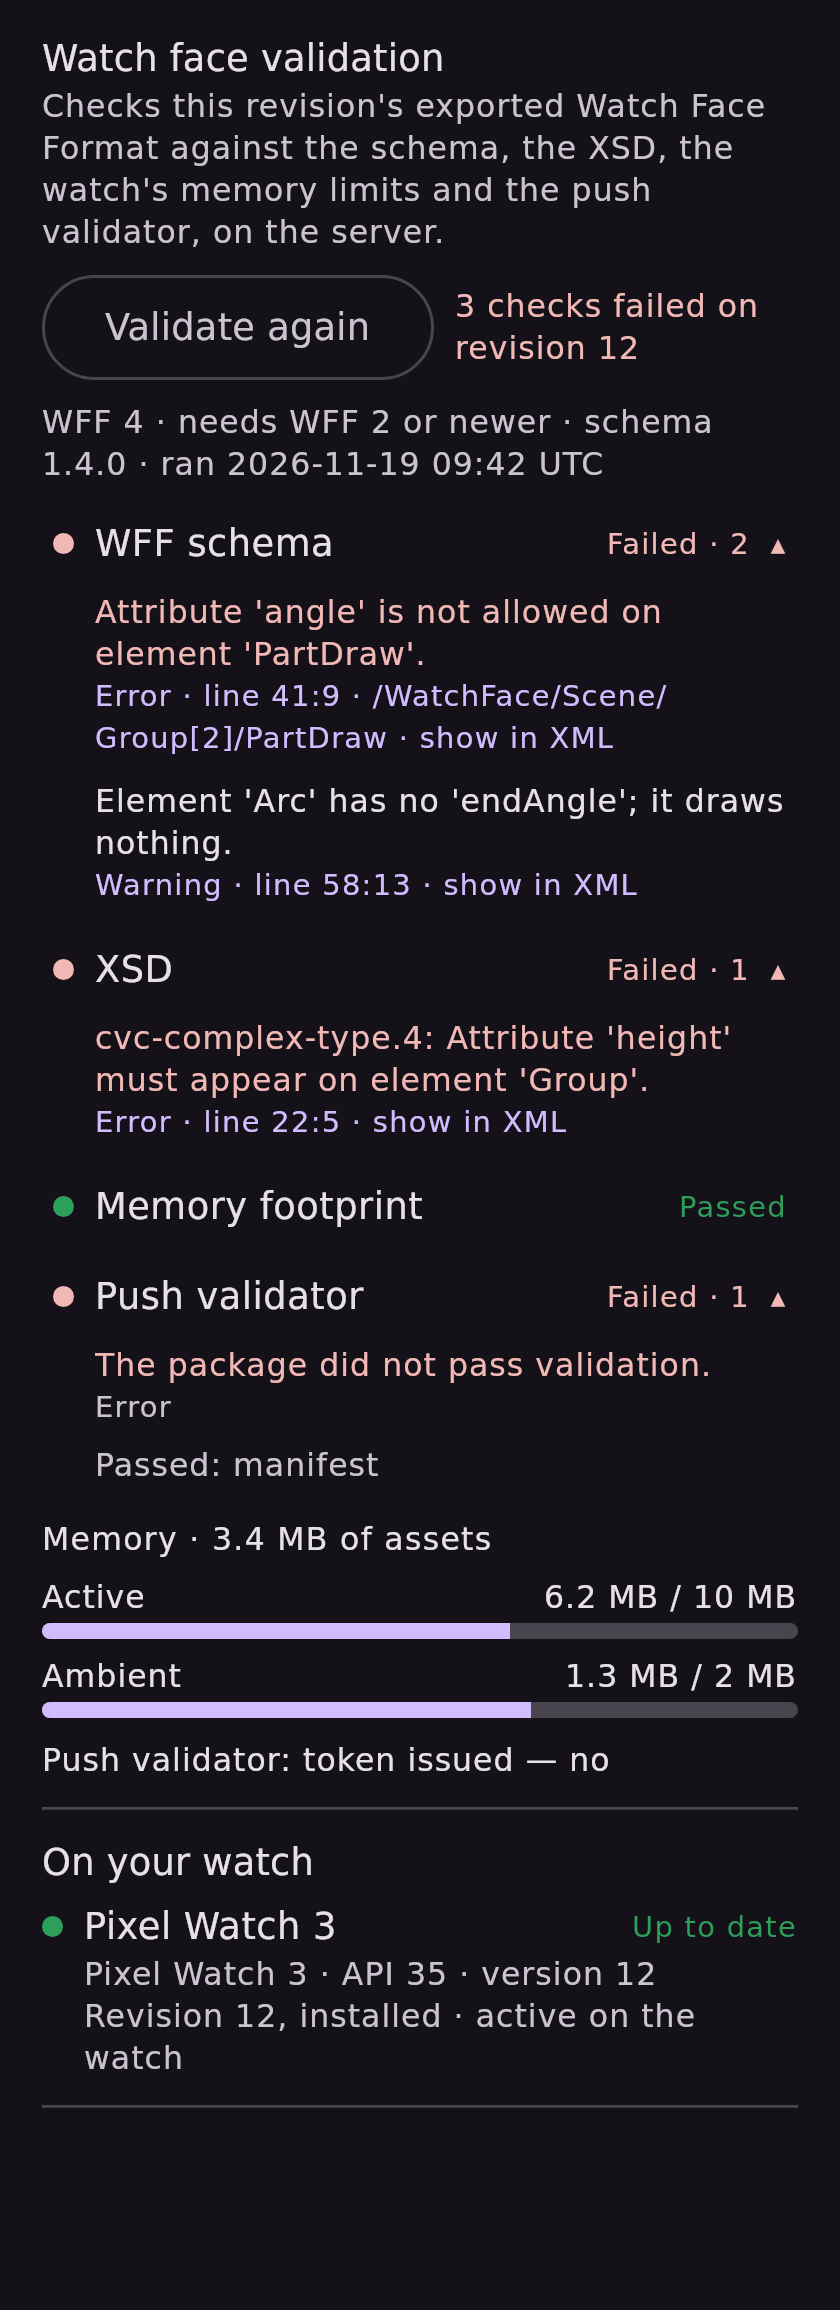 Watch face validation
Checks this revision's exported Watch Face
Format against the schema, the XSD, the
watch's memory limits and the push
validator, on the server.
Validate again
3 checks failed on
revision 12
WFF 4 · needs WFF 2 or newer · schema
1.4.0 · ran 2026-11-19 09:42 UTC
WFF schema Failed · 2 ▲
Attribute 'angle' is not allowed on
element 'PartDraw'.
Error · line 41:9 · /WatchFace/Scene/
Group[2]/PartDraw · show in XML
Element 'Arc' has no 'endAngle'; it draws
nothing.
Warning · line 58:13 · show in XML
XSD Failed · 1 ▲
cvc-complex-type.4: Attribute 'height'
must appear on element 'Group'.
Error · line 22:5 · show in XML
Memory footprint Passed
Push validator Failed · 1 ▲
The package did not pass validation.
Error
Passed: manifest
Memory · 3.4 MB of assets
Active 6.2 MB / 10 MB
Ambient 1.3 MB / 2 MB
Push validator: token issued — no
On your watch
Pixel Watch 3 Up to date
Pixel Watch 3 · API 35 · version 12
Revision 12, installed · active on the
watch